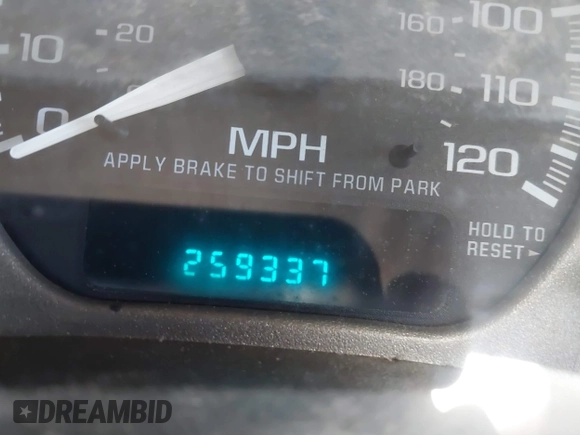 100
160
10
20
180
110
0
MPH
120
APPLY BRAKE TO SHIFT FROM PARK
HOLD TO
RESET
259337
DREAMBID